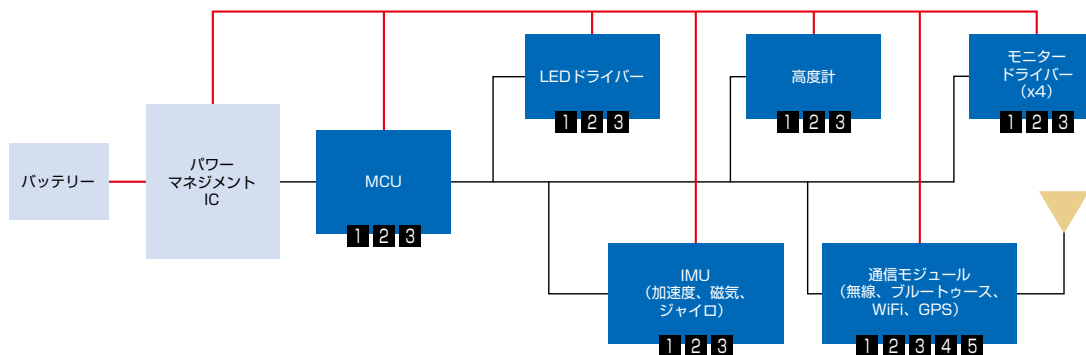 LEDドライバー
1 2 3
高度計
1 2 3
モニター
ドライバー
(x4)
1 2 3
バッテリー
パワー
マネジメント
IC
MCU
1 2 3
IMU
(加速度、磁気、
ジャイロ)
1 2 3
通信モジュール
(無線、ブルートゥース、
WiFi、GPS)
1 2 3 4 5